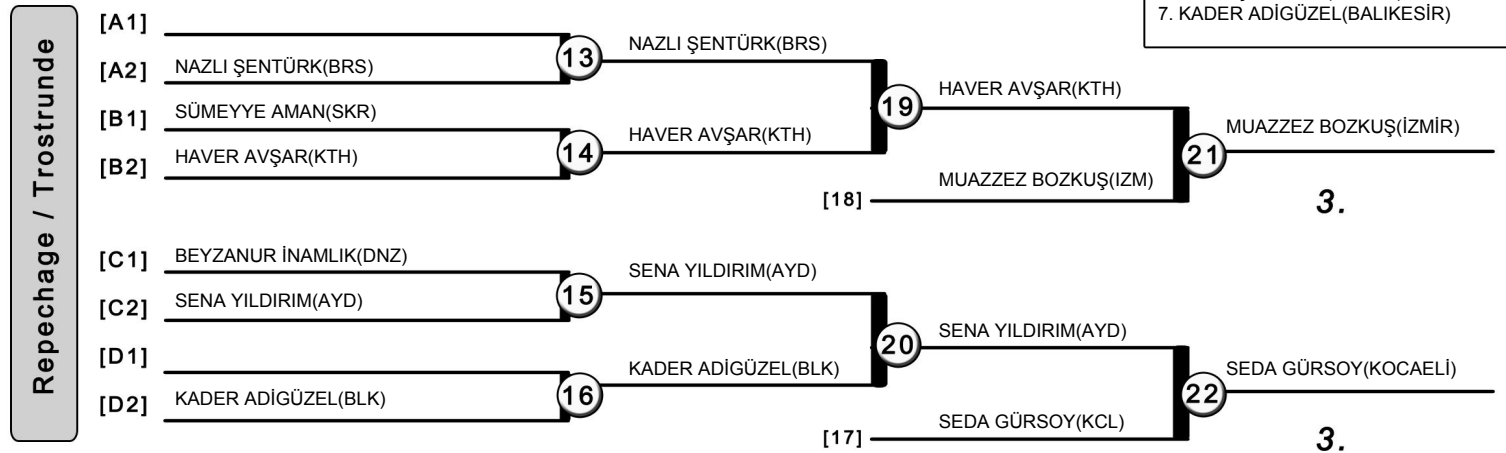 7. KADER ADİGÜZEL(BALIKESİR)
Repechage / Trostrunde
[A1]
[A2] NAZLI ŞENTÜRK(BRS)
13
NAZLI ŞENTÜRK(BRS)
[B1] SÜMEYYE AMAN(SKR)
[B2] HAVER AVŞAR(KTH)
14
HAVER AVŞAR(KTH)
19
HAVER AVŞAR(KTH)
[18] MUAZZEZ BOZKUŞ(IZM)
21
MUAZZEZ BOZKUŞ(İZMİR)
3.
[C1] BEYZANUR İNAMLIK(DNZ)
[C2] SENA YILDIRIM(AYD)
15
SENA YILDIRIM(AYD)
[D1]
[D2] KADER ADİGÜZEL(BLK)
16
KADER ADİGÜZEL(BLK)
20
SENA YILDIRIM(AYD)
[17] SEDA GÜRSOY(KCL)
22
SEDA GÜRSOY(KOCAELİ)
3.